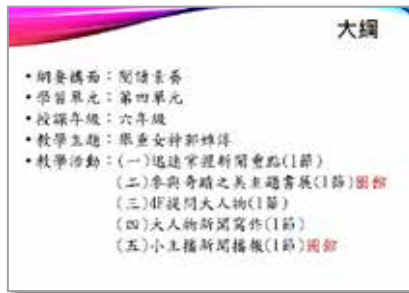 大綱
• 綱要構面：閱讀素養
• 學習單元：第四單元
• 授課年級：六年級
• 教學主題：舉重女神郭婞淳
• 教學活動：(一)迅速掌握新聞重點(1節)
(二)參與奇蹟之美主題書展(1節)圖館
(三)4F提問大人物(1節)
(四)大人物新聞寫作(1節)
(五)小主播新聞播報(1節)圖館